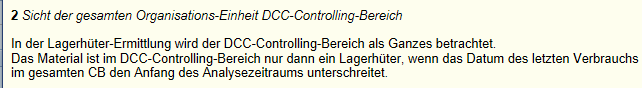 2 Sicht der gesamten Organisations-Einheit DCC-Controlling-Bereich
In der Lagerhüter-Ermittlung wird der DCC-Controlling-Bereich als Ganzes betrachtet.
Das Material ist im DCC-Controlling-Bereich nur dann ein Lagerhüter, wenn das Datum des letzten Verbrauchs
im gesamten CB den Anfang des Analysezeitraums unterschreitet.